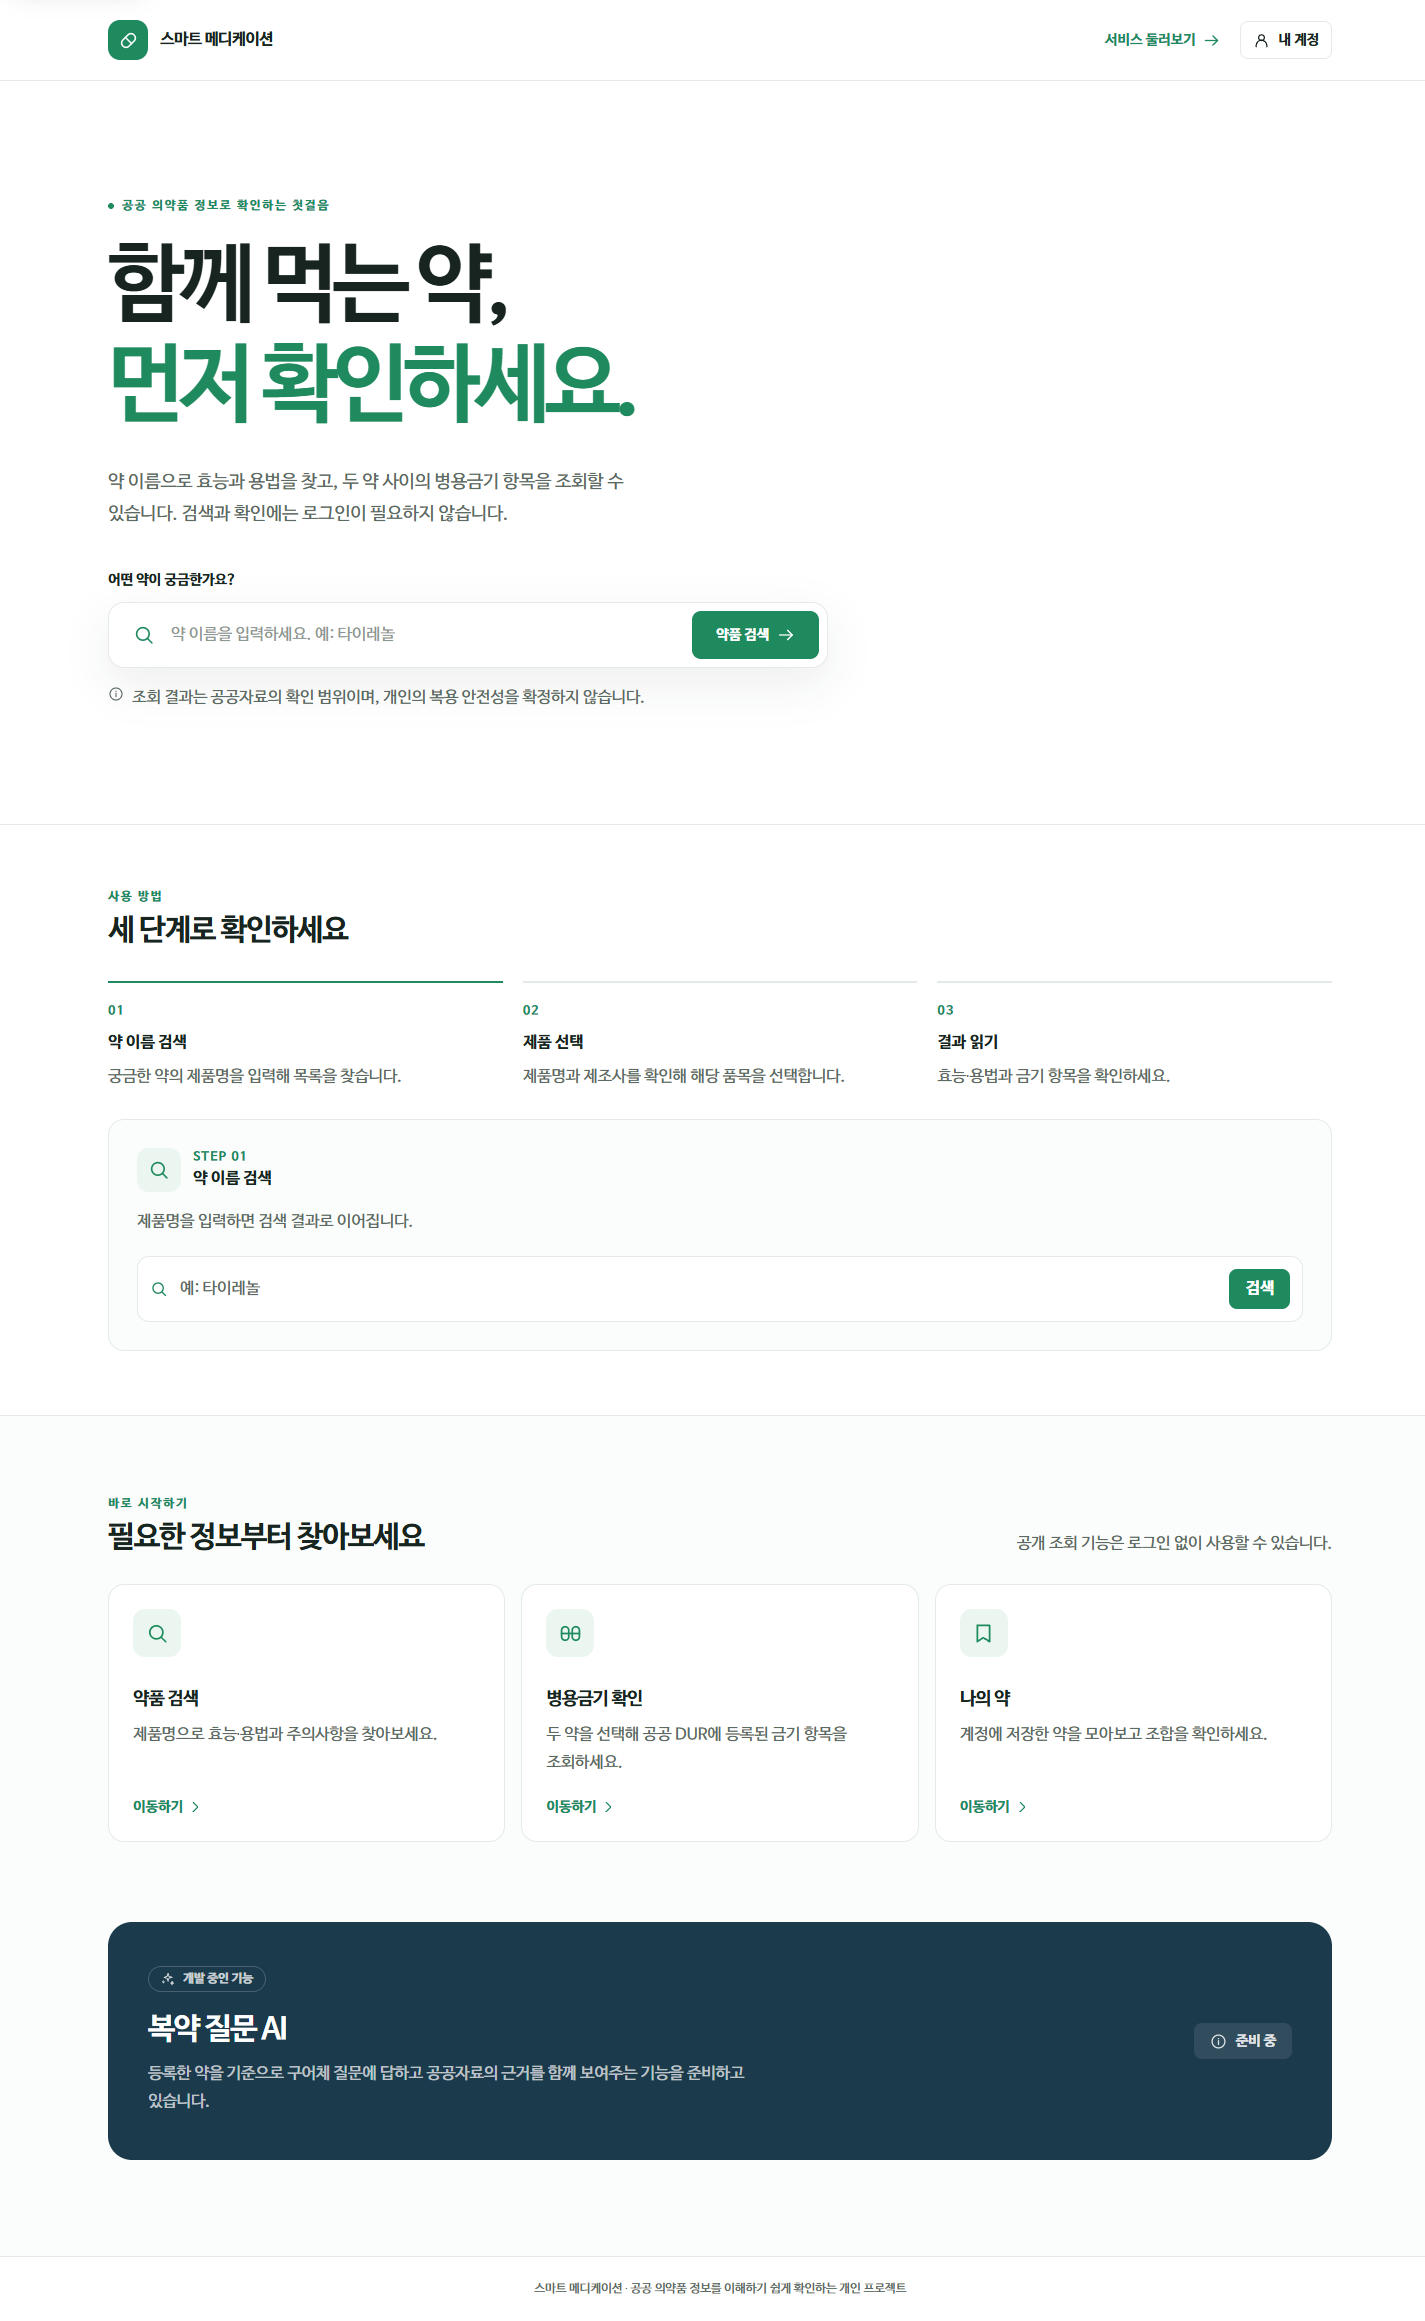 스마트 메디케이션
서비스 둘러보기
내 계정
공공 의약품 정보로 확인하는 첫걸음
함께 먹는 약,
먼저 확인하세요.
약 이름으로 효능과 용법을 찾고, 두 약 사이의 병용금기 항목을 조회할 수
있습니다. 검색과 확인에는 로그인이 필요하지 않습니다.
어떤 약이 궁금한가요?
약 이름을 입력하세요. 예: 타이레놀
약품 검색
조회 결과는 공공자료의 확인 범위이며, 개인의 복용 안전성을 확정하지 않습니다.
사용 방법
세 단계로 확인하세요
01
약 이름 검색
궁금한 약의 제품명을 입력해 목록을 찾습니다.
02
제품 선택
제품명과 제조사를 확인해 해당 품목을 선택합니다.
03
결과 읽기
효능·용법과 금기 항목을 확인하세요.
STEP 01
약 이름 검색
제품명을 입력하면 검색 결과로 이어집니다.
예: 타이레놀
검색
바로 시작하기
필요한 정보부터 찾아보세요
공개 조회 기능은 로그인 없이 사용할 수 있습니다.
약품 검색
제품명으로 효능·용법과 주의사항을 찾아보세요.
이동하기
병용금기 확인
두 약을 선택해 공공 DUR에 등록된 금기 항목을
조회하세요.
이동하기
나의 약
계정에 저장한 약을 모아보고 조합을 확인하세요.
이동하기
개발 중인 기능
복약 질문 AI
등록한 약을 기준으로 구어체 질문에 답하고 공공자료의 근거를 함께 보여주는 기능을 준비하고
있습니다.
준비 중
스마트 메디케이션 · 공공 의약품 정보를 이해하기 쉽게 확인하는 개인 프로젝트